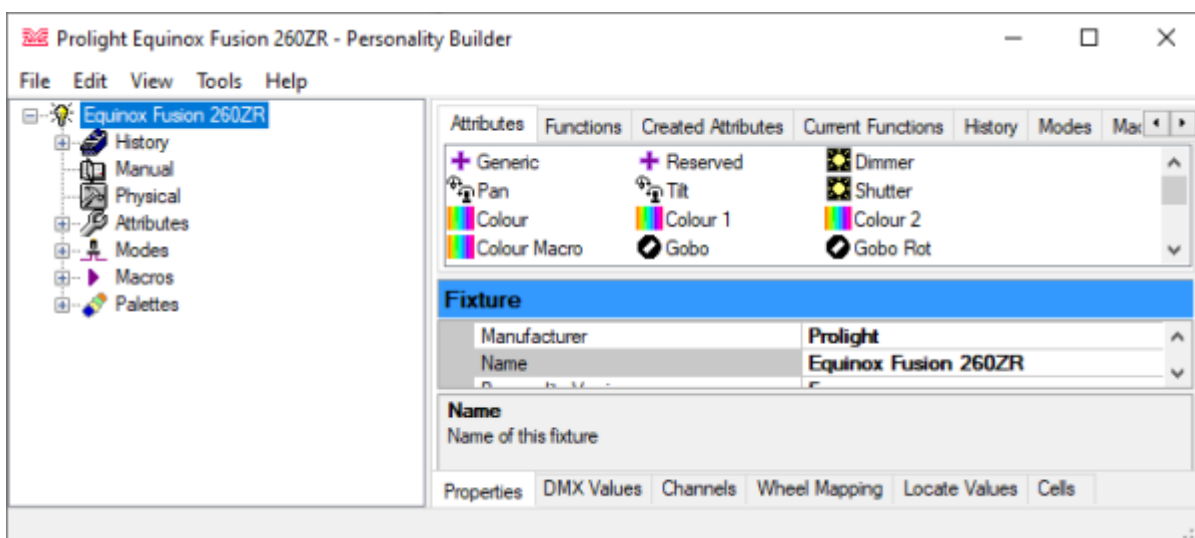 Prolight Equinox Fusion 260ZR - Personality Builder
File Edit View Tools Help
Equinox Fusion 260ZR
History
Manual
Physical
Attributes
Modes
Macros
Palettes
Attributes Functions Created Attributes Current Functions History Modes Mac
Generic Reserved Dimmer
Pan Tilt Shutter
Colour Colour 1 Colour 2
Colour Macro Gobo Gobo Rot
Fixture
Manufacturer Prolight
Name Equinox Fusion 260ZR
Name
Name of this fixture
Properties DMX Values Channels Wheel Mapping Locate Values Cells